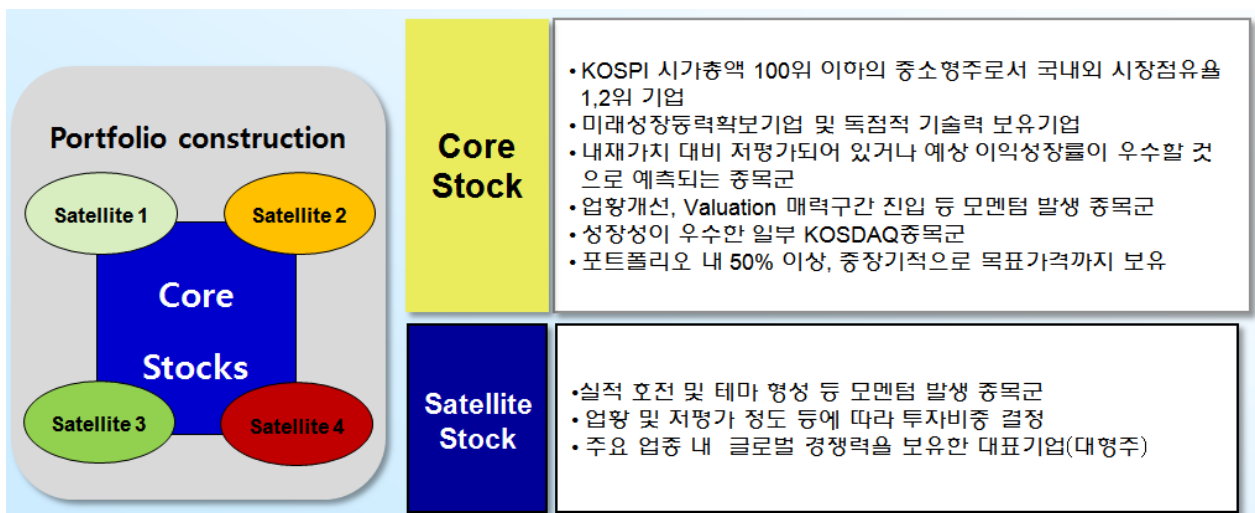 Portfolio construction
Satellite 1
Satellite 2
Core
Stocks
Satellite 3
Satellite 4
Core
Stock
• KOSPI 시가총액 100위 이하의 중소형주로서 국내외 시장점유율
1,2위 기업
• 미래성장동력확보기업 및 독점적 기술력 보유기업
• 내재가치 대비 저평가되어 있거나 예상 이익성장률이 우수할 것
으로 예측되는 종목군
• 업황개선, Valuation 매력구간 진입 등 모멘텀 발생 종목군
• 성장성이 우수한 일부 KOSDAQ종목군
• 포트폴리오 내 50% 이상, 중장기적으로 목표가격까지 보유
Satellite
Stock
• 실적 호전 및 테마 형성 등 모멘텀 발생 종목군
• 업황 및 저평가 정도 등에 따라 투자비중 결정
• 주요 업종 내 글로벌 경쟁력을 보유한 대표기업(대형주)